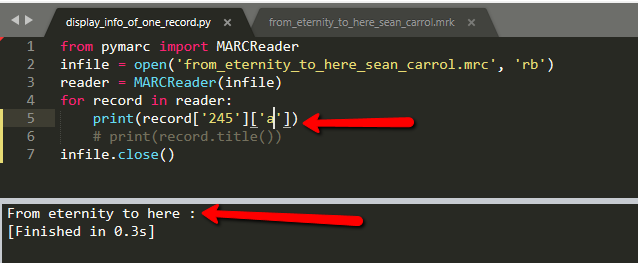 display_info_of_one_record.py ×
from_eternity_to_here_sean_carrol.mrk ×
1 from pymarc import MARCReader
2 infile = open('from_eternity_to_here_sean_carrol.mrc', 'rb')
3 reader = MARCReader(infile)
4 for record in reader:
5 print(record['245']['a'])
6 # print(record.title())
7 infile.close()
From eternity to here :
[Finished in 0.3s]